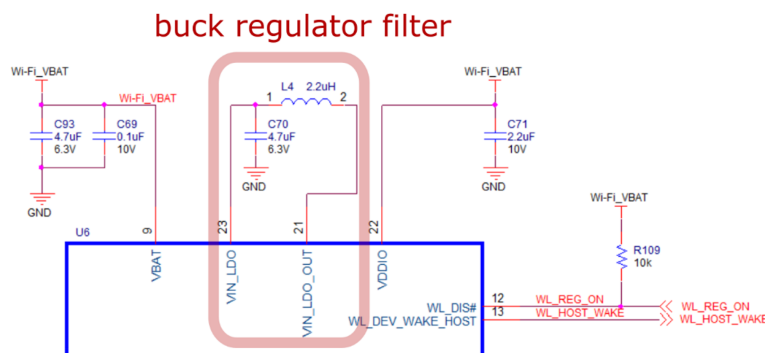 buck regulator filter
Wi-Fi_VBAT
Wi-Fi_VBAT
C93
4.7uF
6.3V
C69
0.1uF
10V
GND
L4 2.2uH
1 2
C70
4.7uF
6.3V
GND
Wi-Fi_VBAT
C71
2.2uF
10V
GND
Wi-Fi_VBAT
R109
10k
U6
9
23
21
22
VBAT
VIN_LDO
VIN_LDO_OUT
VDDIO
WL_DIS# 12 WL_REG_ON WL_REG_ON
WL_DEV_WAKE_HOST 13 WL_HOST_WAKE WL_HOST_WAKE